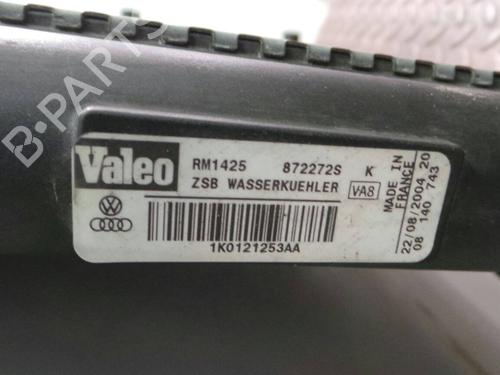 B-PARTS
Valeo RM1425 872272S K
ZSB WASSERKUEHLER VA8
1K0121253AA
MADE IN
FRANCE
22/08/2004 20
08 140 743